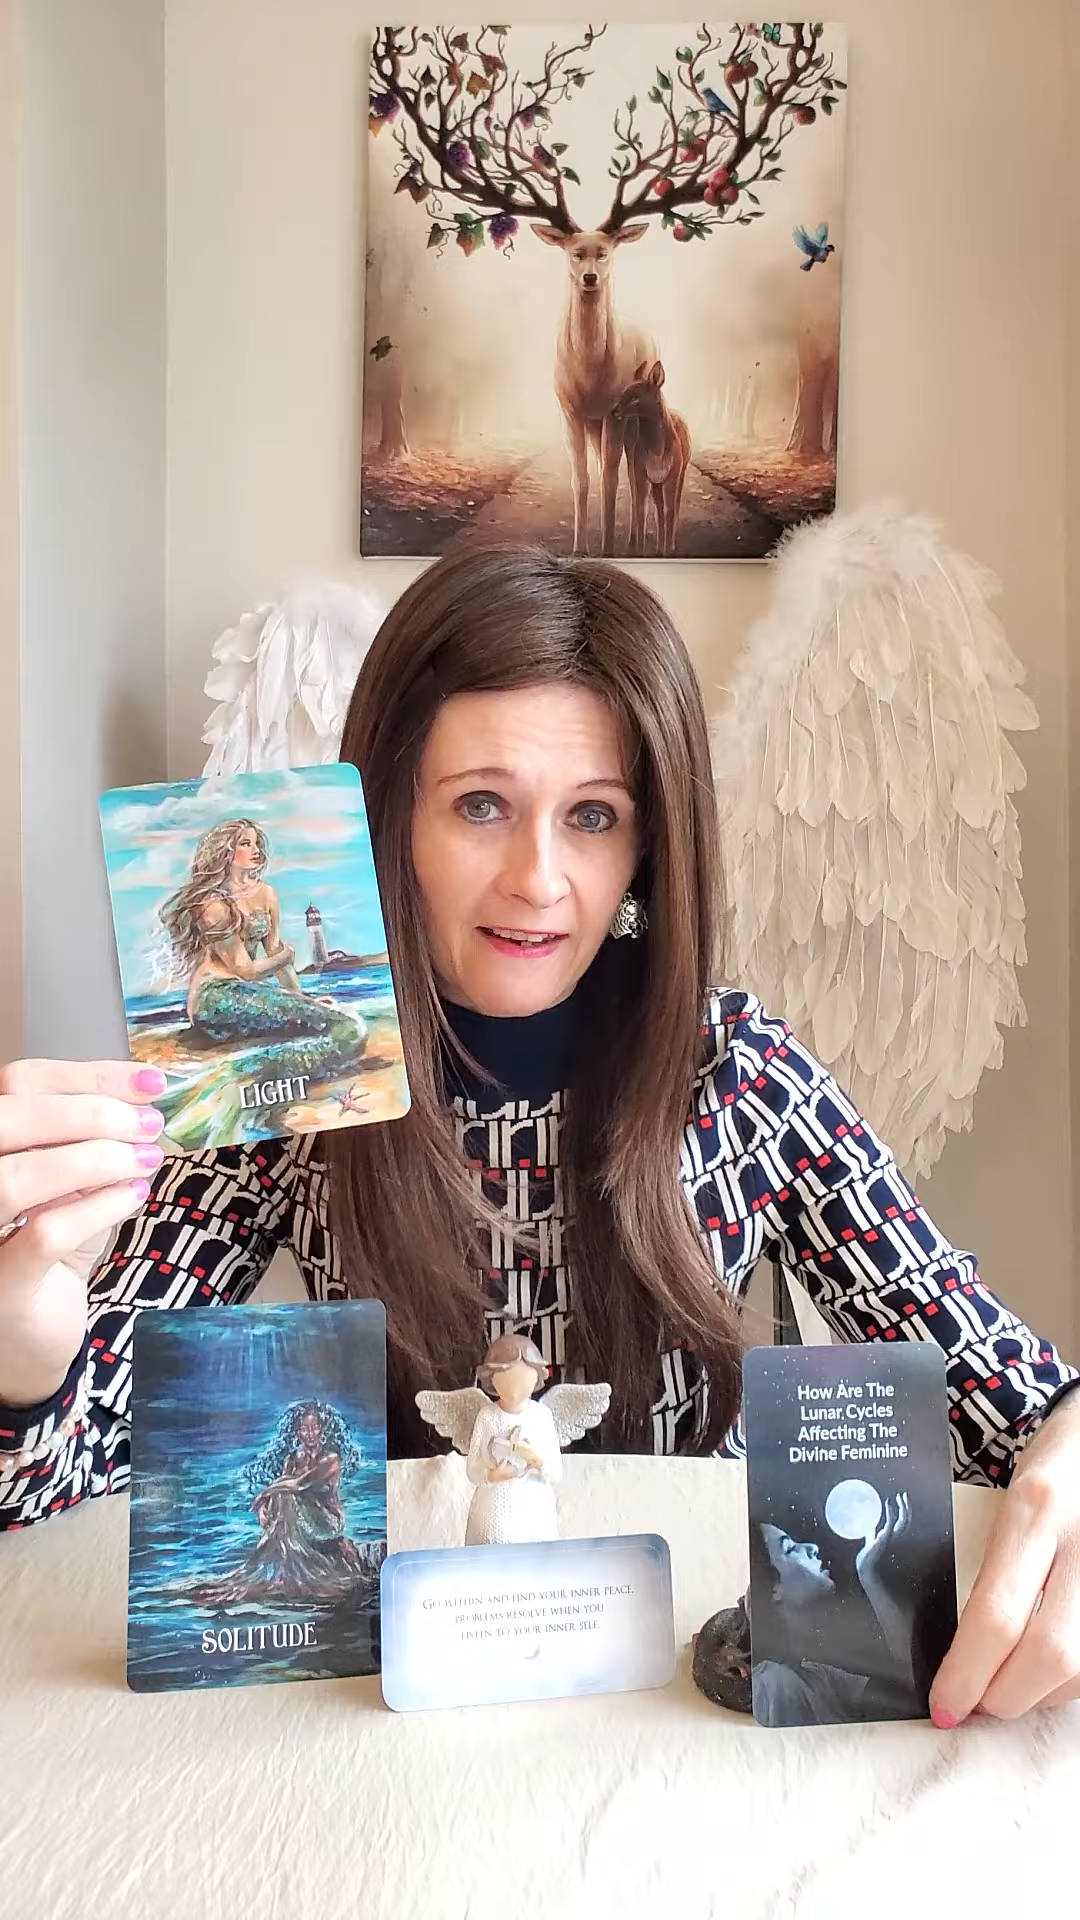 LIGHT
SOLITUDE
GO WITHIN AND FIND YOUR INNER PEACE.
PROBLEMS RESOLVE WHEN YOU
LISTEN TO YOUR INNER SELF.
How Are The
Lunar Cycles
Affecting The
Divine Feminine